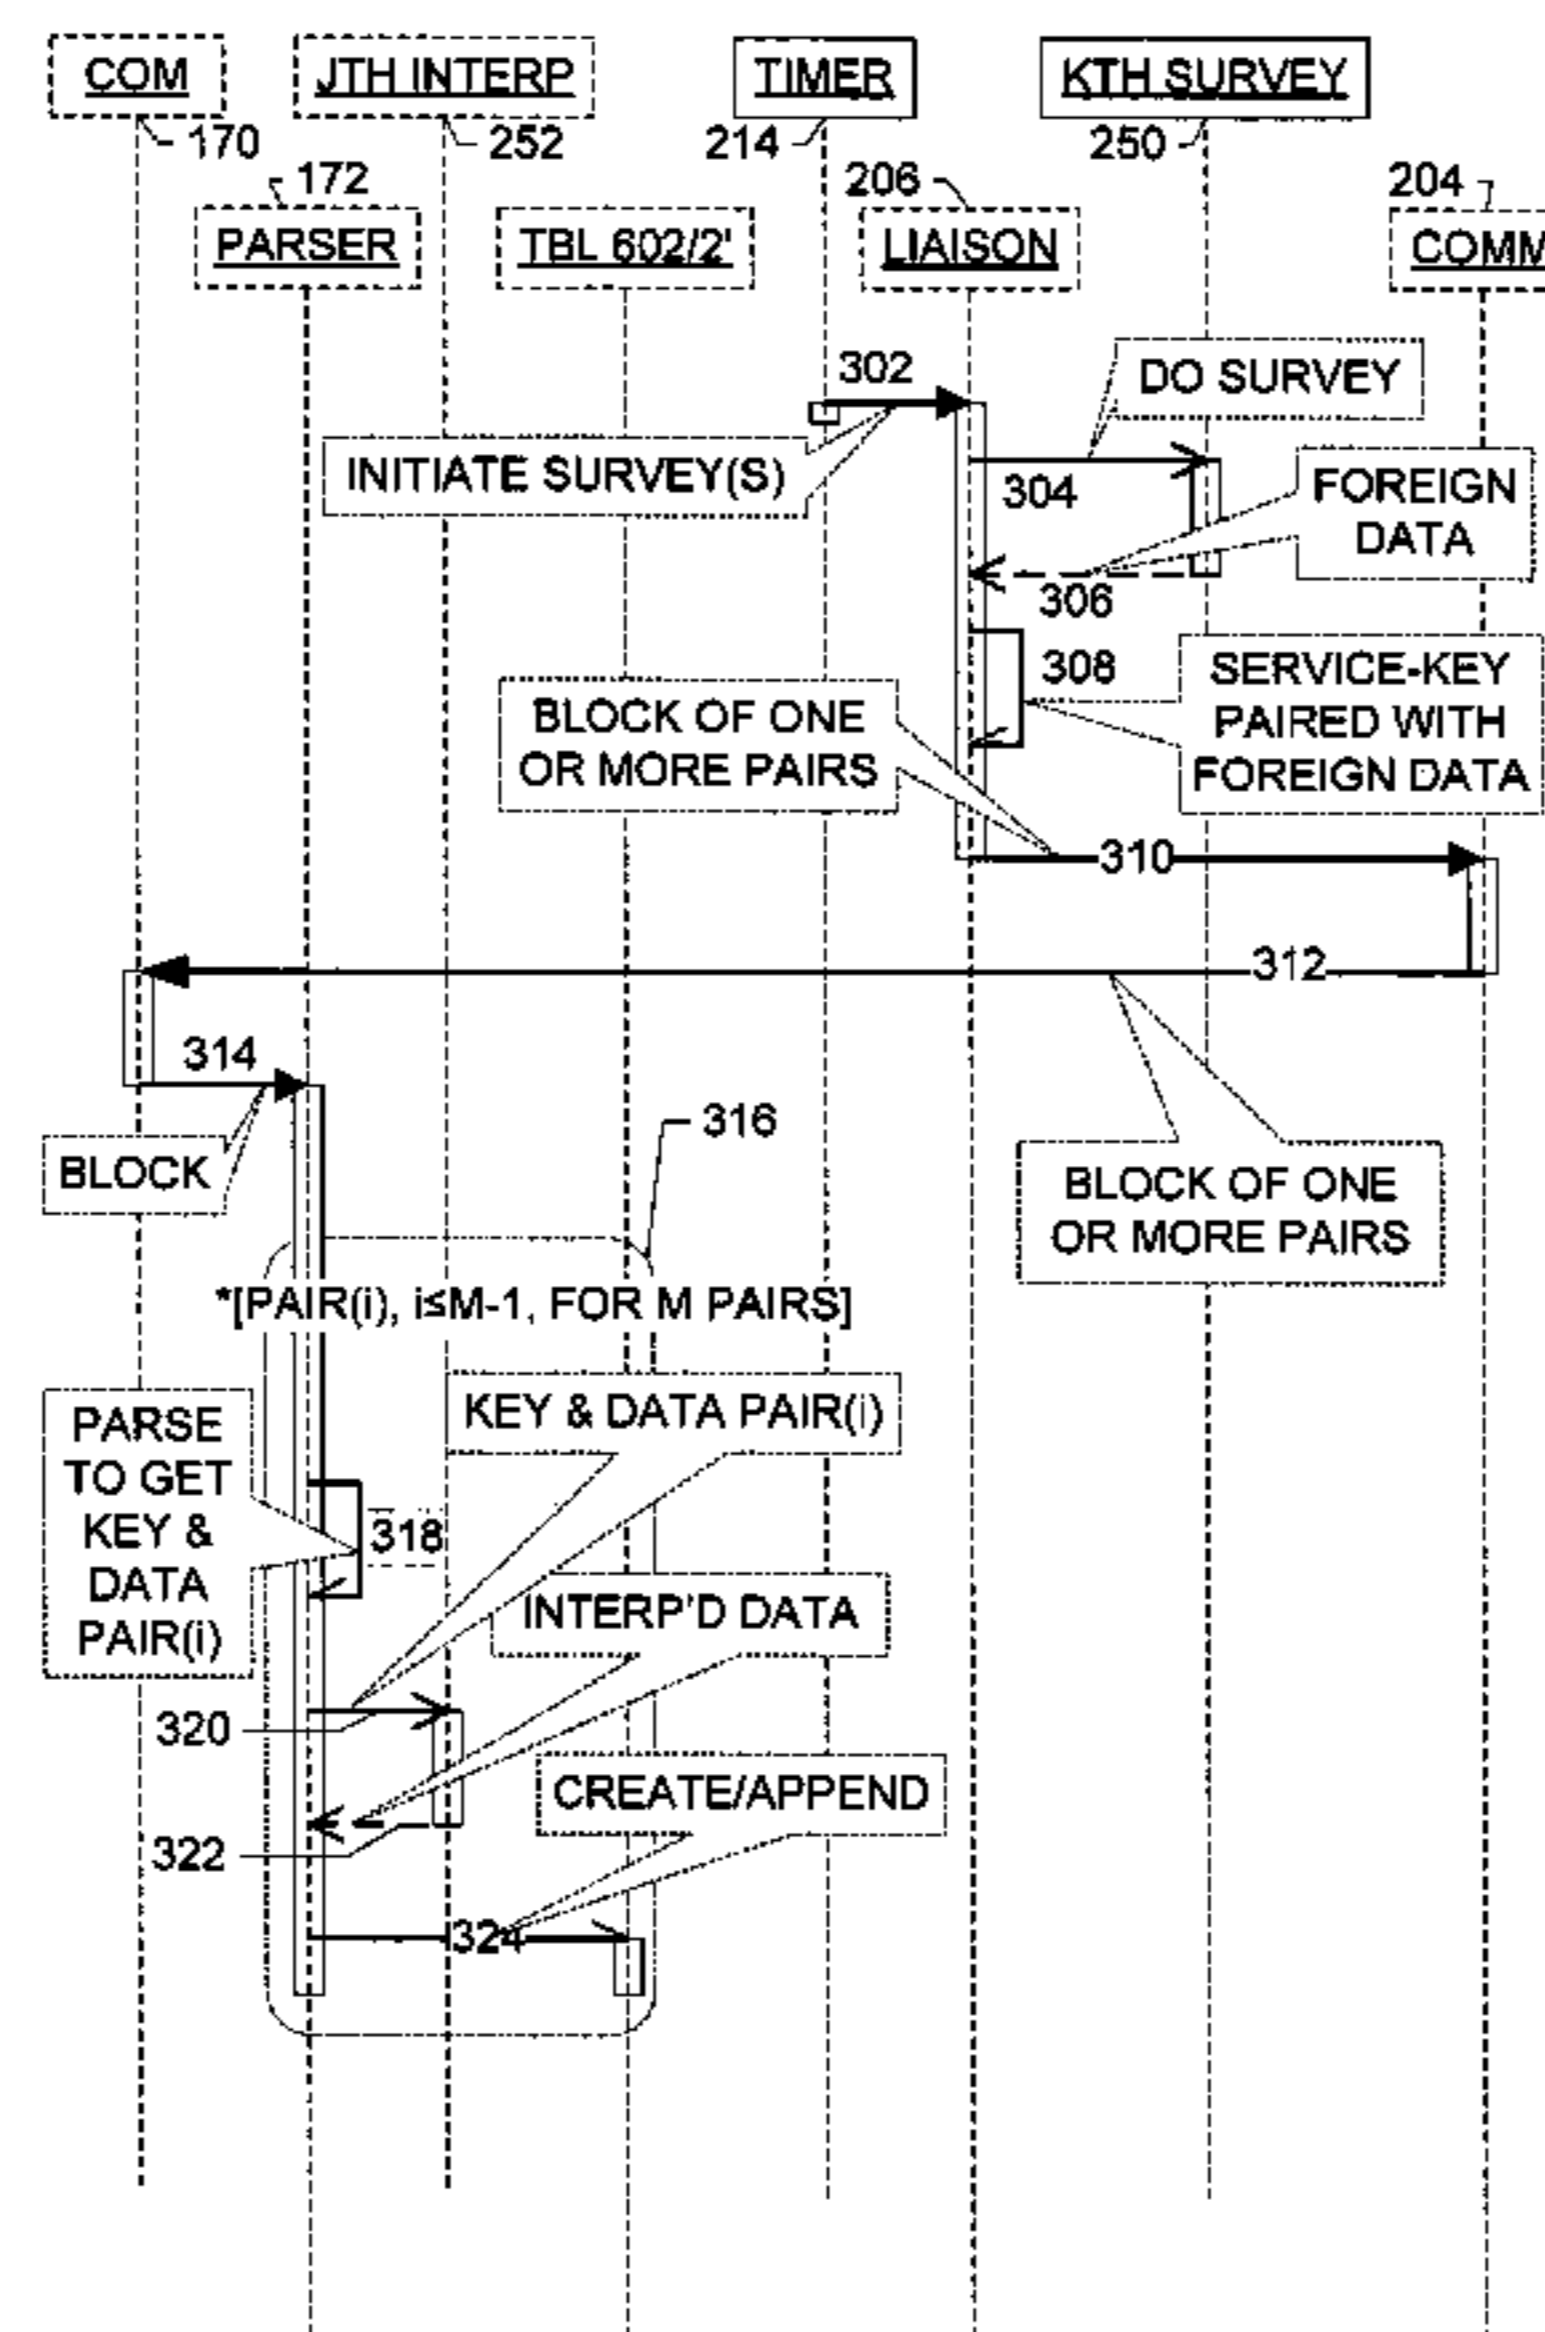 COM
JTH INTERP
TIMER
KTH SURVEY
170
252
214
250
172
206
204
PARSER
TBL 602/2'
LIAISON
COMM
302
DO SURVEY
INITIATE SURVEY(S)
304
FOREIGN
DATA
306
308
SERVICE-KEY
PAIRED WITH
FOREIGN DATA
BLOCK OF ONE
OR MORE PAIRS
310
312
314
BLOCK
316
BLOCK OF ONE
OR MORE PAIRS
*[PAIR(i), i≤M-1, FOR M PAIRS]
KEY & DATA PAIR(i)
PARSE
TO GET
KEY &
DATA
PAIR(i)
318
INTERP'D DATA
320
CREATE/APPEND
322
324